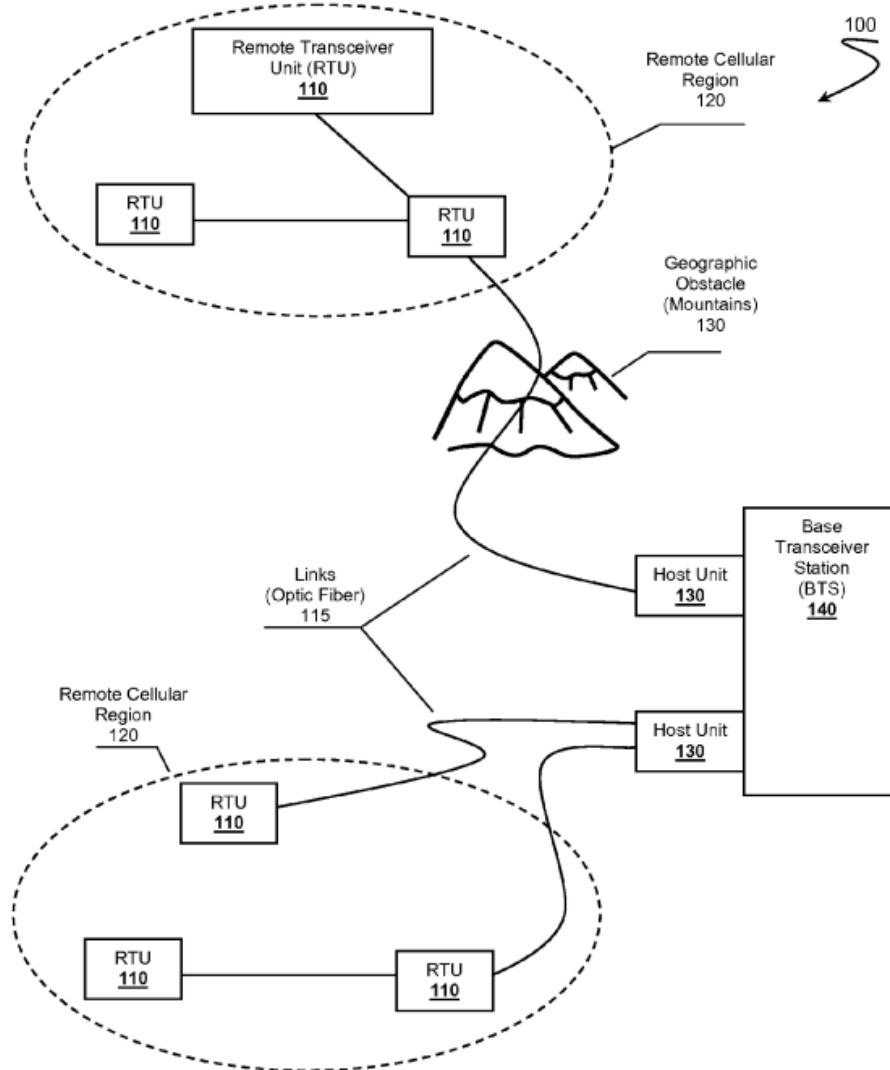 100
Remote Transceiver
Unit (RTU)
110
Remote Cellular
Region
120
RTU
110
RTU
110
Geographic
Obstacle
(Mountains)
130
Base
Transceiver
Station
(BTS)
140
Host Unit
130
Links
(Optic Fiber)
115
Remote Cellular
Region
120
Host Unit
130
RTU
110
RTU
110
RTU
110